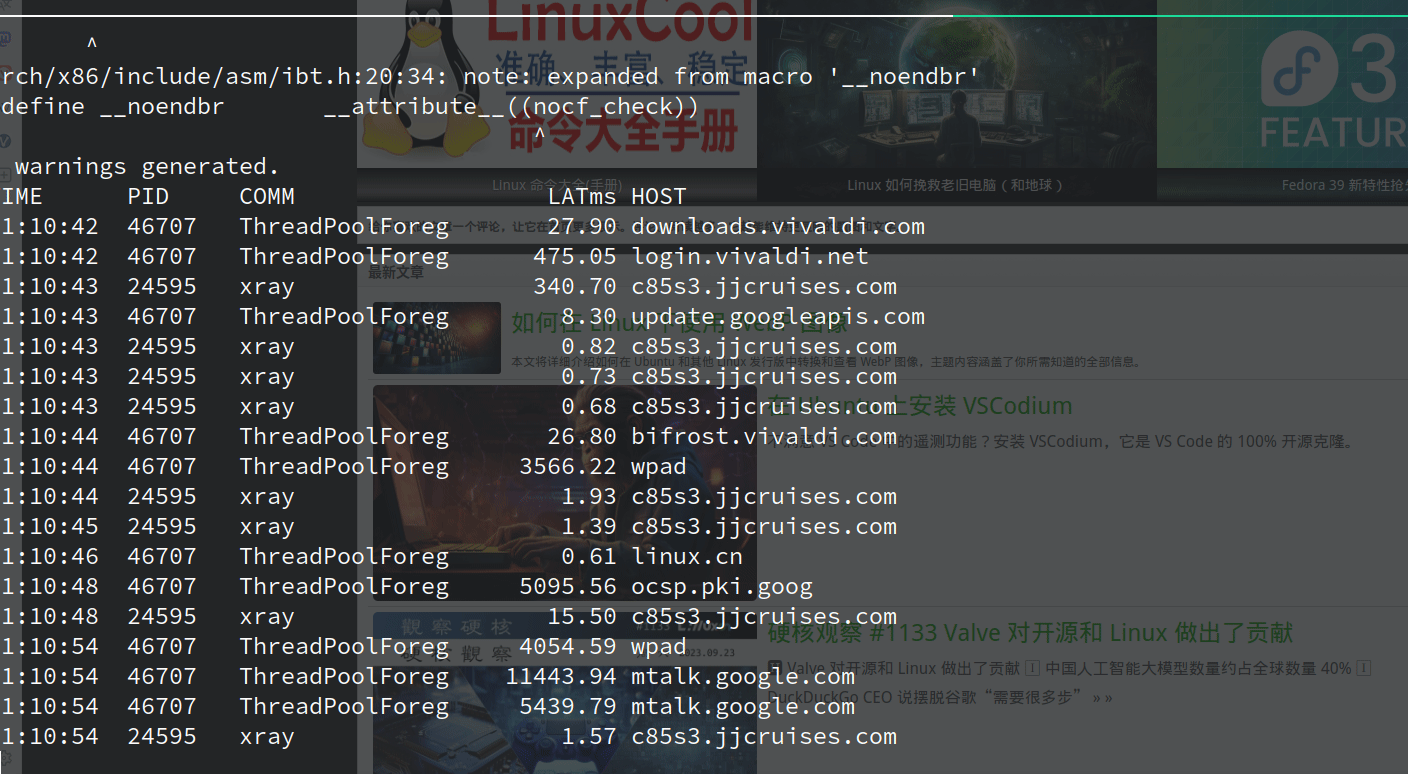 LinuxCool
准确、丰富、稳定
命令大全手册
Linux 命令大全(手册)
Linux 如何挽救老旧电脑（和地球）
3
FEATUR
Fedora 39 新特性抢
^
rch/x86/include/asm/ibt.h:20:34: note: expanded from macro '__noendbr'
define __noendbr       __attribute__((nocf_check))
^
warnings generated.
IME      PID     COMM                  LATms HOST
1:10:42  46707   ThreadPoolForeg       27.90 downloads.vivaldi.com
1:10:42  46707   ThreadPoolForeg      475.05 login.vivaldi.net
1:10:43  24595   xray                 340.70 c85s3.jjcruises.com
1:10:43  46707   ThreadPoolForeg        8.30 update.googleapis.com
1:10:43  24595   xray                   0.82 c85s3.jjcruises.com
1:10:43  24595   xray                   0.73 c85s3.jjcruises.com
1:10:43  24595   xray                   0.68 c85s3.jjcruises.com
1:10:44  46707   ThreadPoolForeg       26.80 bifrost.vivaldi.com
1:10:44  46707   ThreadPoolForeg     3566.22 wpad
1:10:44  24595   xray                   1.93 c85s3.jjcruises.com
1:10:45  24595   xray                   1.39 c85s3.jjcruises.com
1:10:46  46707   ThreadPoolForeg        0.61 linux.cn
1:10:48  46707   ThreadPoolForeg     5095.56 ocsp.pki.goog
1:10:48  24595   xray                  15.50 c85s3.jjcruises.com
1:10:54  46707   ThreadPoolForeg     4054.59 wpad
1:10:54  46707   ThreadPoolForeg    11443.94 mtalk.google.com
1:10:54  46707   ThreadPoolForeg     5439.79 mtalk.google.com
1:10:54  24595   xray                   1.57 c85s3.jjcruises.com
最新文章
如何在 Linux 中使用 WebP 图像
本文将详细介绍如何在 Ubuntu 和其他 Linux 发行版中转换和查看 WebP 图像，主题内容涵盖了你所需知道的全部信息。
在 Ubuntu 上安装 VSCodium
的遥测功能？安装 VSCodium，它是 VS Code 的 100% 开源克隆。
觀察硬核
#1133
硬核觀察
2023.09.23
硬核观察 #1133 Valve 对开源和 Linux 做出了贡献
Valve 对开源和 Linux 做出了贡献 中国人工智能大模型数量约占全球数量 40%
DuckDuckGo CEO 说摆脱谷歌“需要很多步” » »